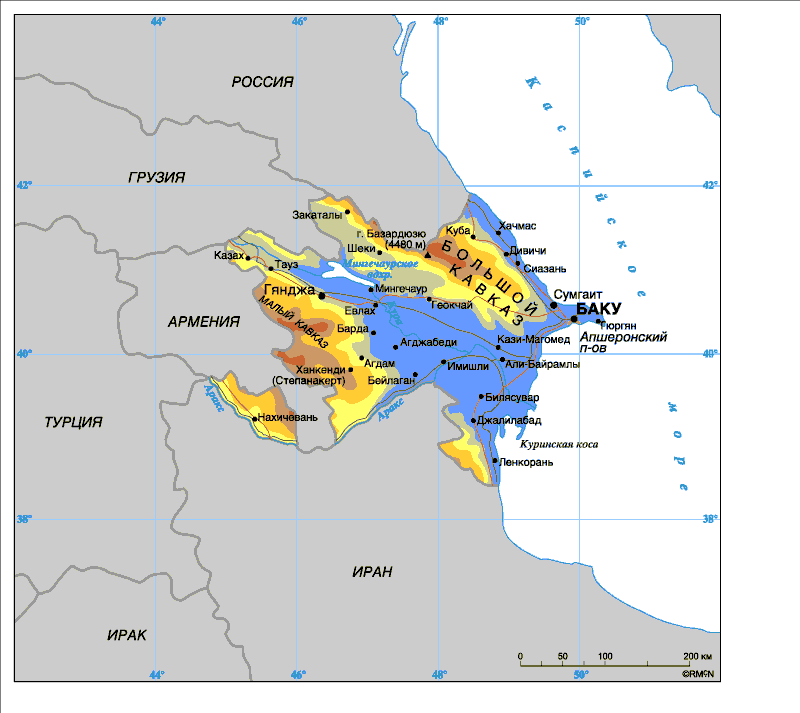 44° 46° 48° 50°
РОССИЯ
Каспийское
ГРУЗИЯ
42° 42°
Закаталы
г. Базардюзю
(4480 м)
Куба
Хачмас
Шеки
Дивичи
Казах
Тауз
Мингечаурское
вдхр.
Сиазань
БОЛЬШОЙ
КАВКАЗ
Гянджа
Мингечаур
Сумгаит
БАКУ
МАЛЫЙ КАВКАЗ
Евлах
Геокчай
Кура
Гюргян
АРМЕНИЯ
Барда
Апшеронский
п-ов
Агджабеди
Кази-Магомед
40° 40°
Ханкенди
(Степанакерт)
Агдам
Имишли
Али-Байрамлы
Бейлаган
Аракс
Аракс
Билясувар
море
ТУРЦИЯ
Нахичевань
Джалилабад
Куринская коса
Ленкорань
38° 38°
ИРАН
ИРАК
0 50 100 200 км
44° 46° 48° 50°
©RMcN